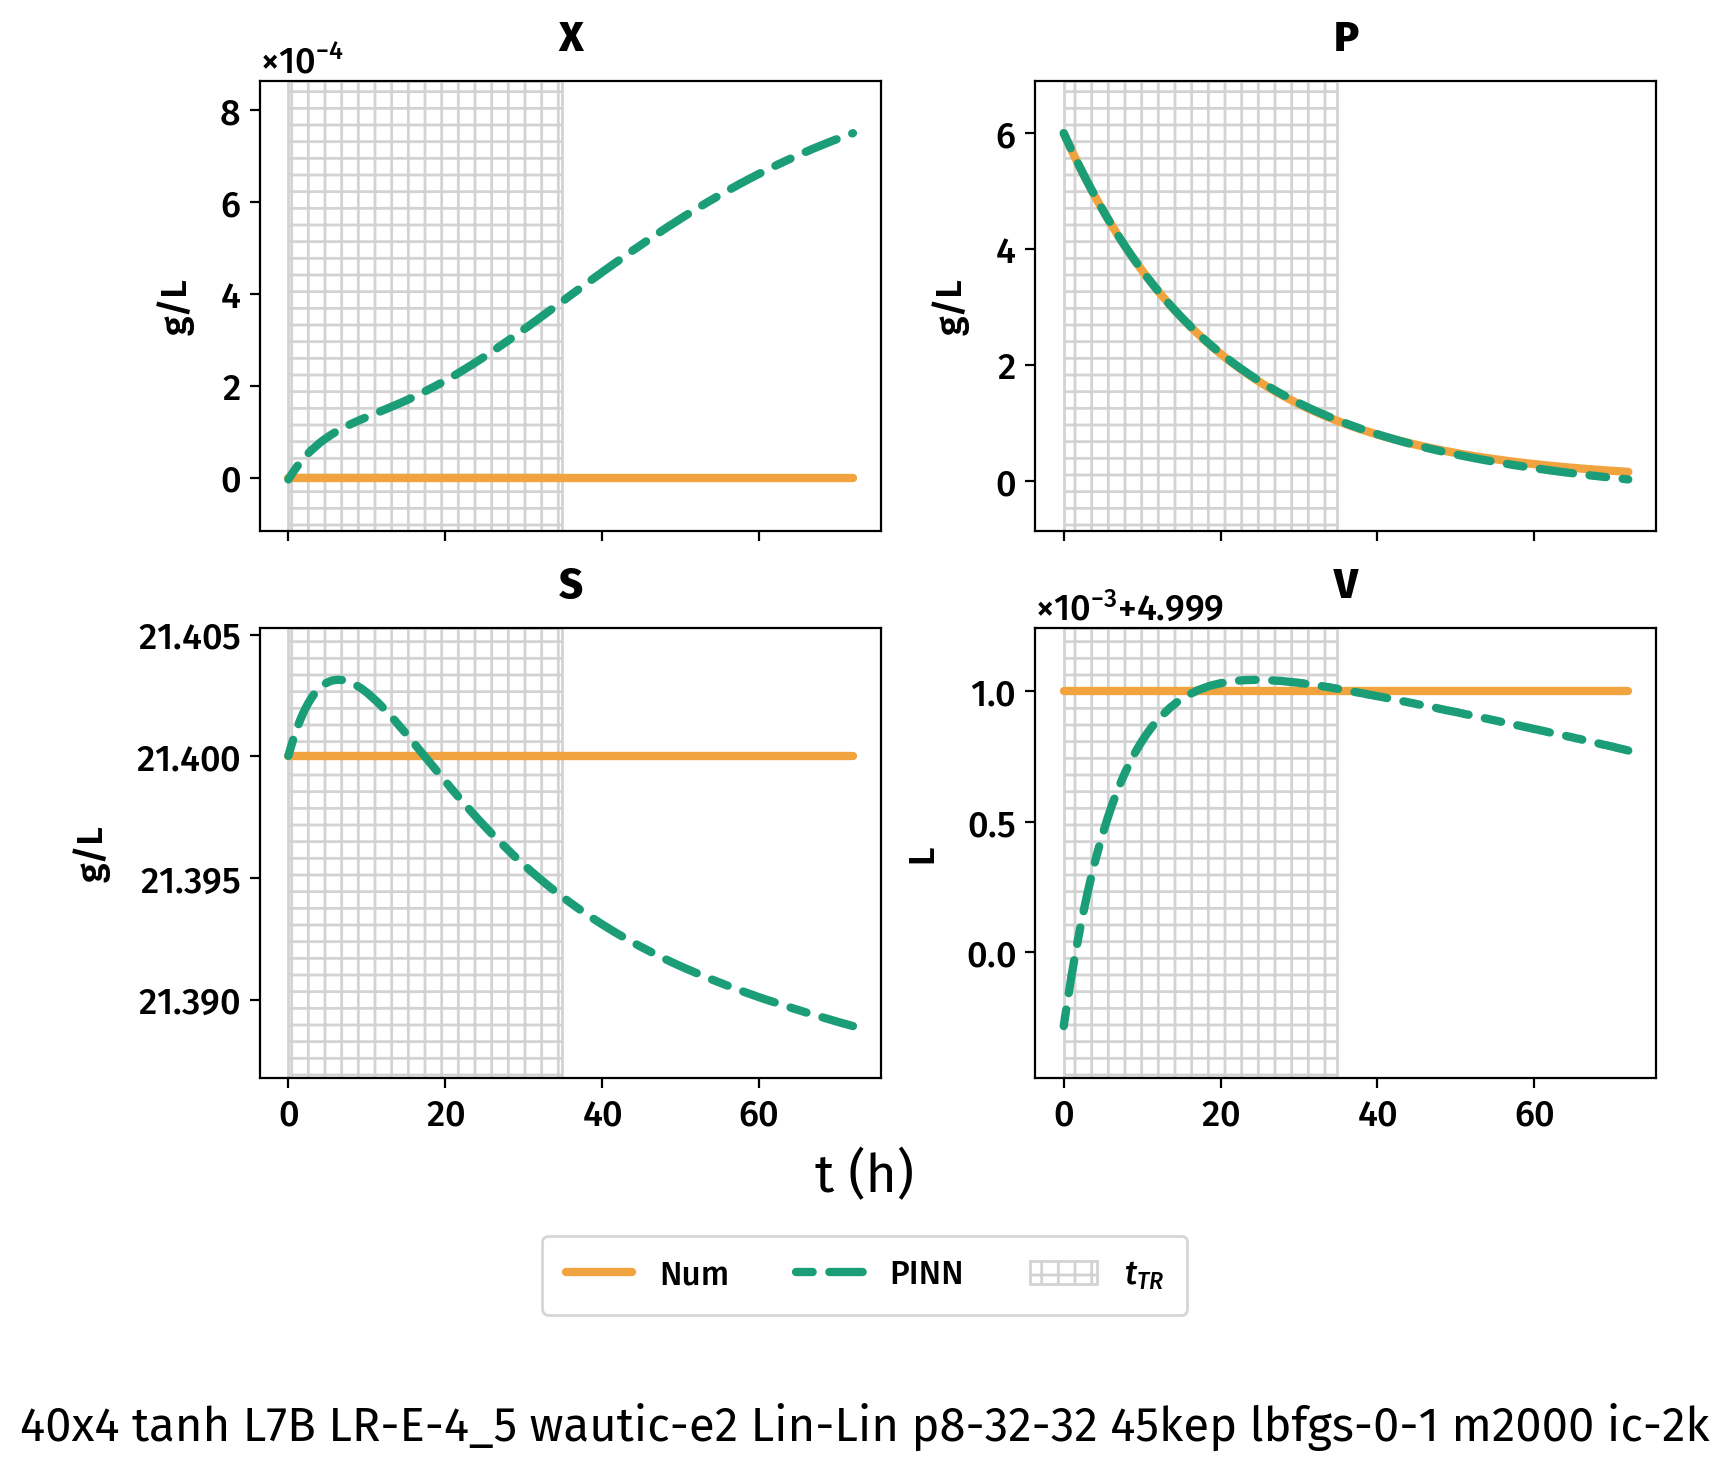 X
×10⁻⁴
8
6
4
2
0
g/L
P
6
4
2
0
g/L
S
21.405
21.400
21.395
21.390
g/L
0 20 40 60
V
×10⁻³+4.999
1.0
0.5
0.0
L
0 20 40 60
t (h)
Num PINN t_TR
40x4 tanh L7B LR-E-4_5 wautic-e2 Lin-Lin p8-32-32 45kep lbfgs-0-1 m2000 ic-2k